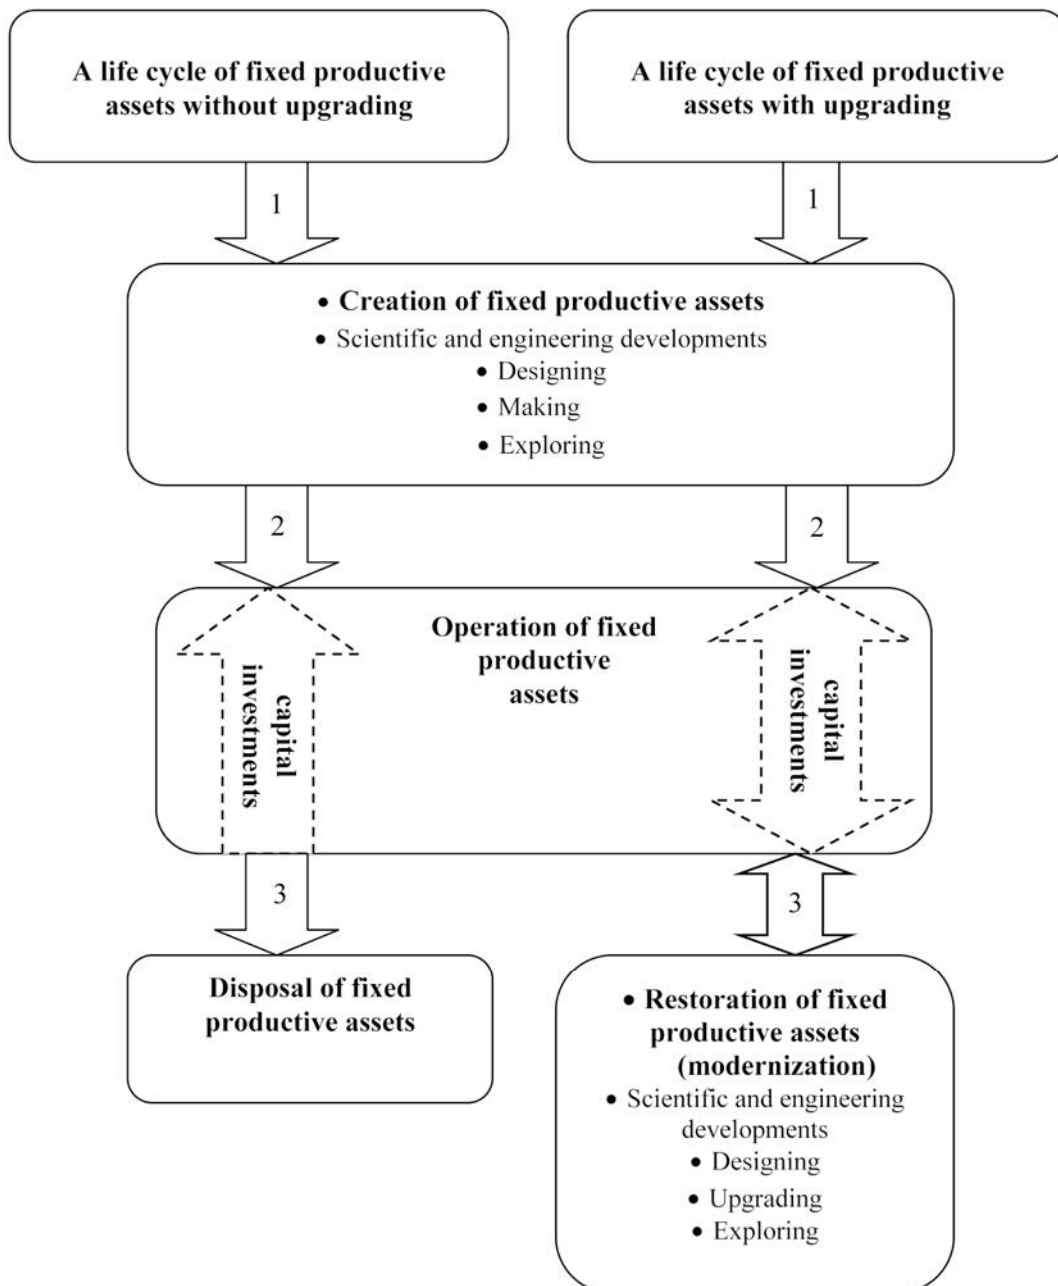 A life cycle of fixed productive
assets without upgrading
A life cycle of fixed productive
assets with upgrading
1
1
• Creation of fixed productive assets
• Scientific and engineering developments
• Designing
• Making
• Exploring
2
2
Operation of fixed
productive
assets
capital
investments
capital
investments
3
3
Disposal of fixed
productive assets
• Restoration of fixed
productive assets
(modernization)
• Scientific and engineering
developments
• Designing
• Upgrading
• Exploring